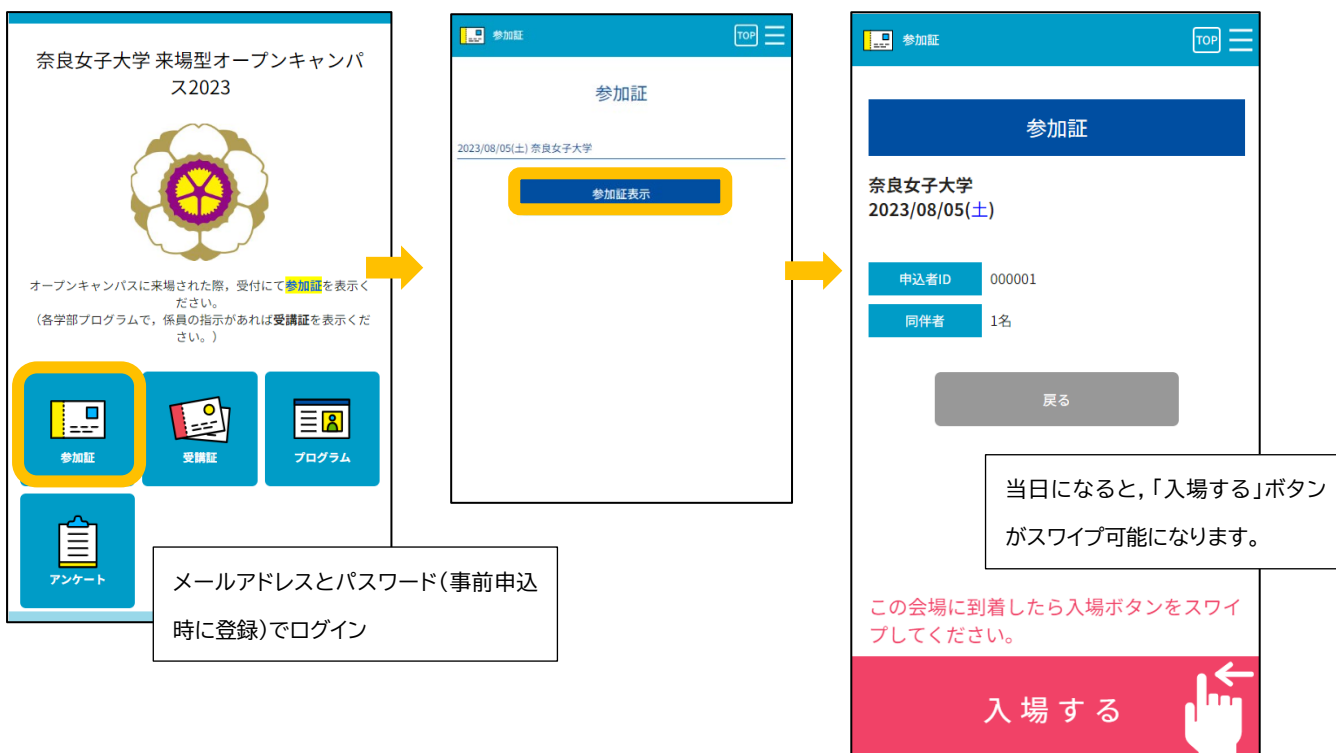 奈良女子大学 来場型オープンキャンパ
ス2023
オープンキャンパスに来場された際，受付にて参加証を表示く
ださい。
（各学部プログラムで，係員の指示があれば受講証を表示くだ
さい。）
参加証
受講証
プログラム
アンケート
メールアドレスとパスワード（事前申込
時に登録）でログイン
参加証
TOP
参加証
2023/08/05(土) 奈良女子大学
参加証表示
参加証
TOP
参加証
奈良女子大学
2023/08/05(土)
申込者ID 000001
同伴者 1名
戻る
当日になると，「入場する」ボタン
がスワイプ可能になります。
この会場に到着したら入場ボタンをスワイ
プしてください。
入場する